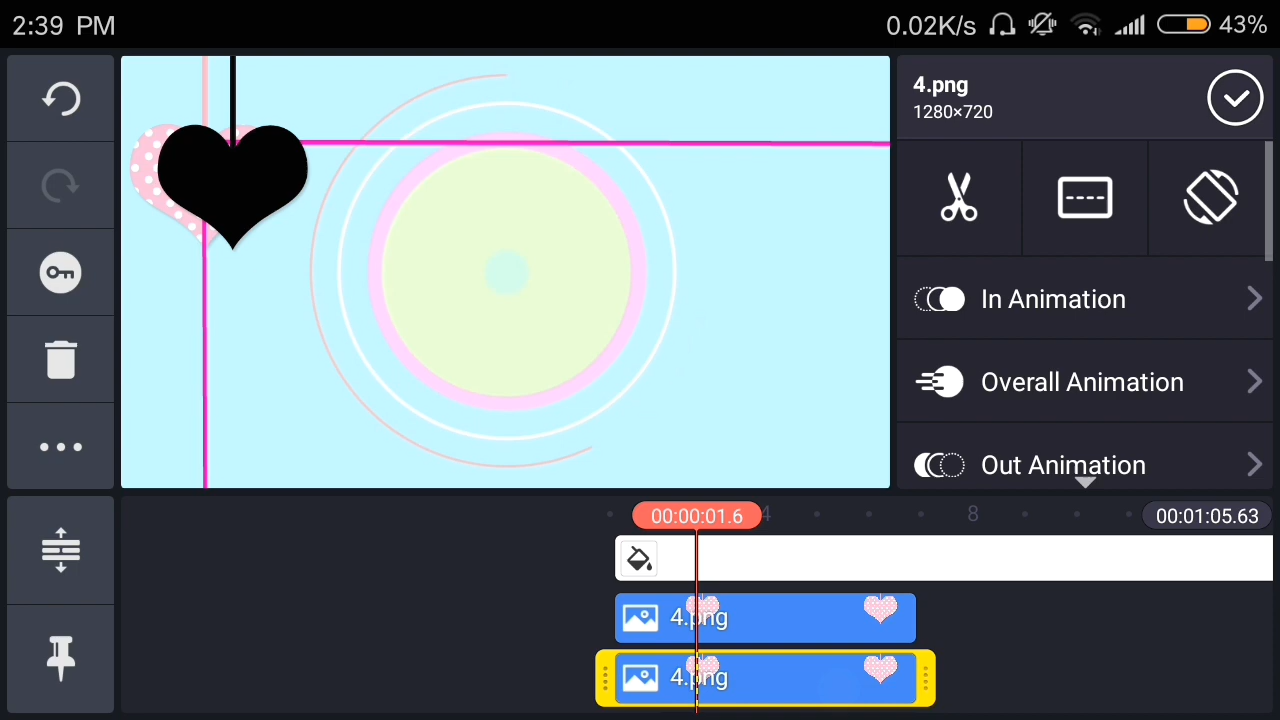 2:39 PM 0.02K/s 43%
4.png
1280×720
In Animation
Overall Animation
Out Animation
00:00:01.6 4 8 00:01:05.63
4.png
4.png